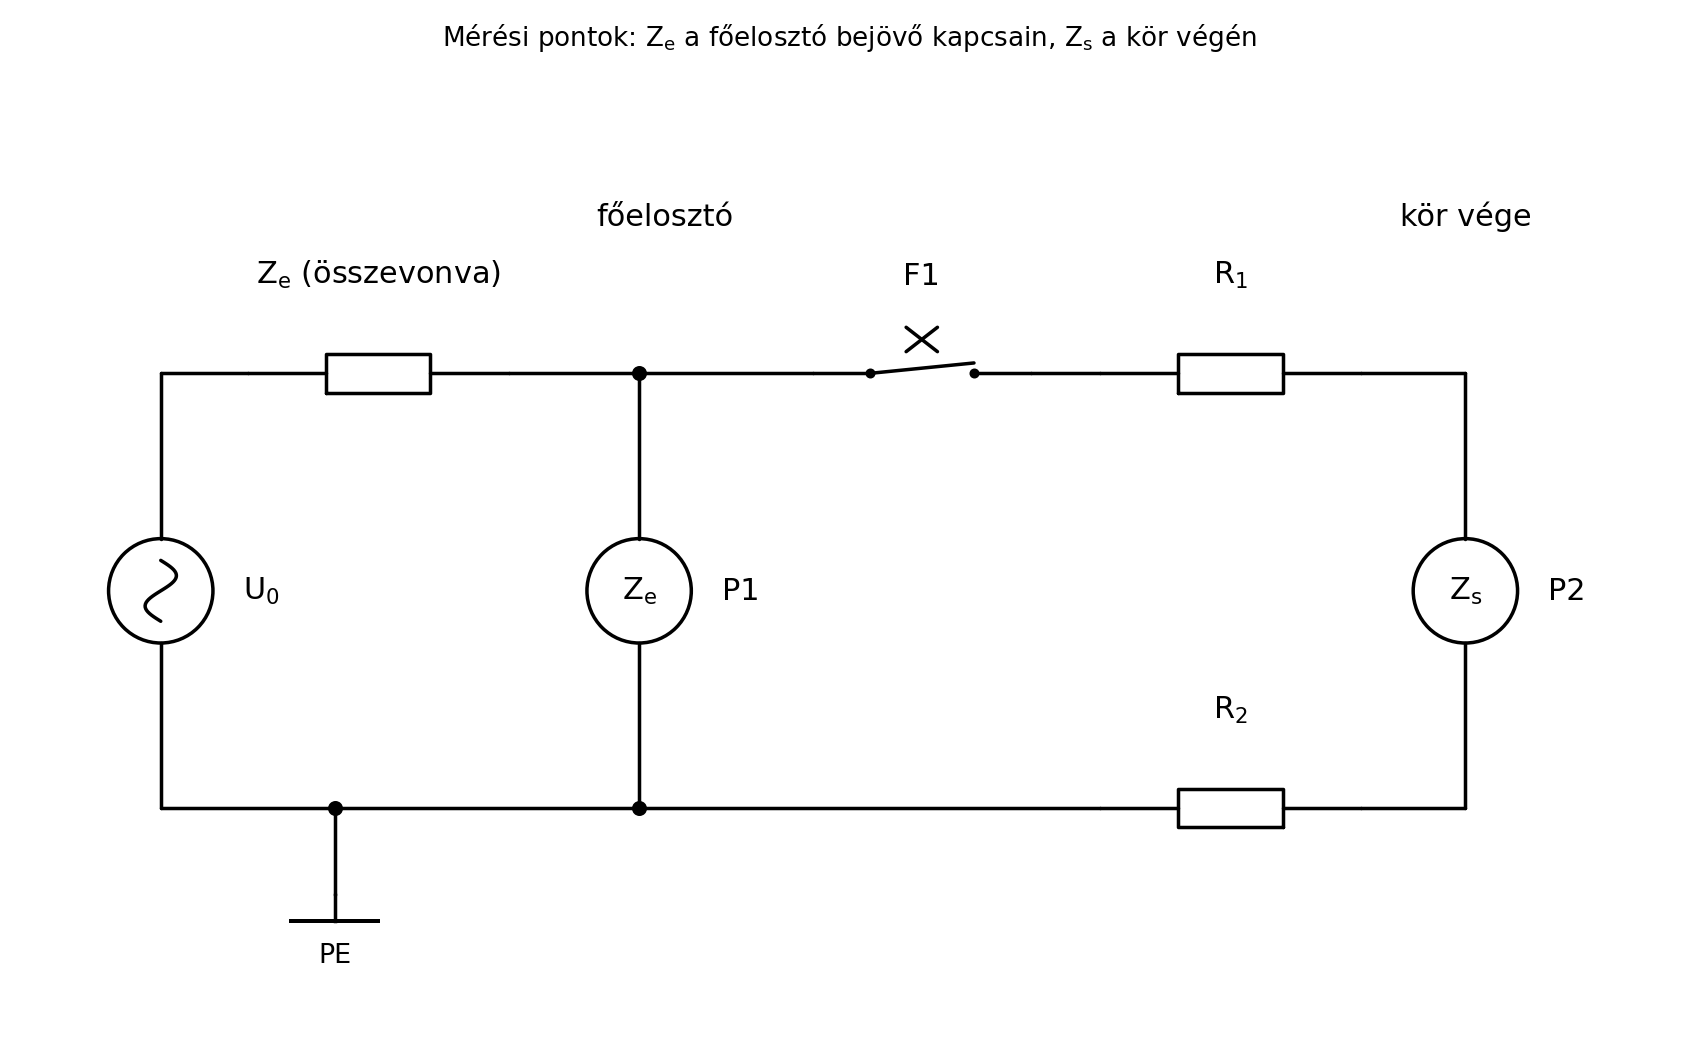 Mérési pontok: Zₑ a főelosztó bejövő kapcsain, Zₛ a kör végén
főelosztó
kör vége
Zₑ (összevonva)
F1
R₁
U₀
Zₑ
P1
Zₛ
P2
R₂
PE